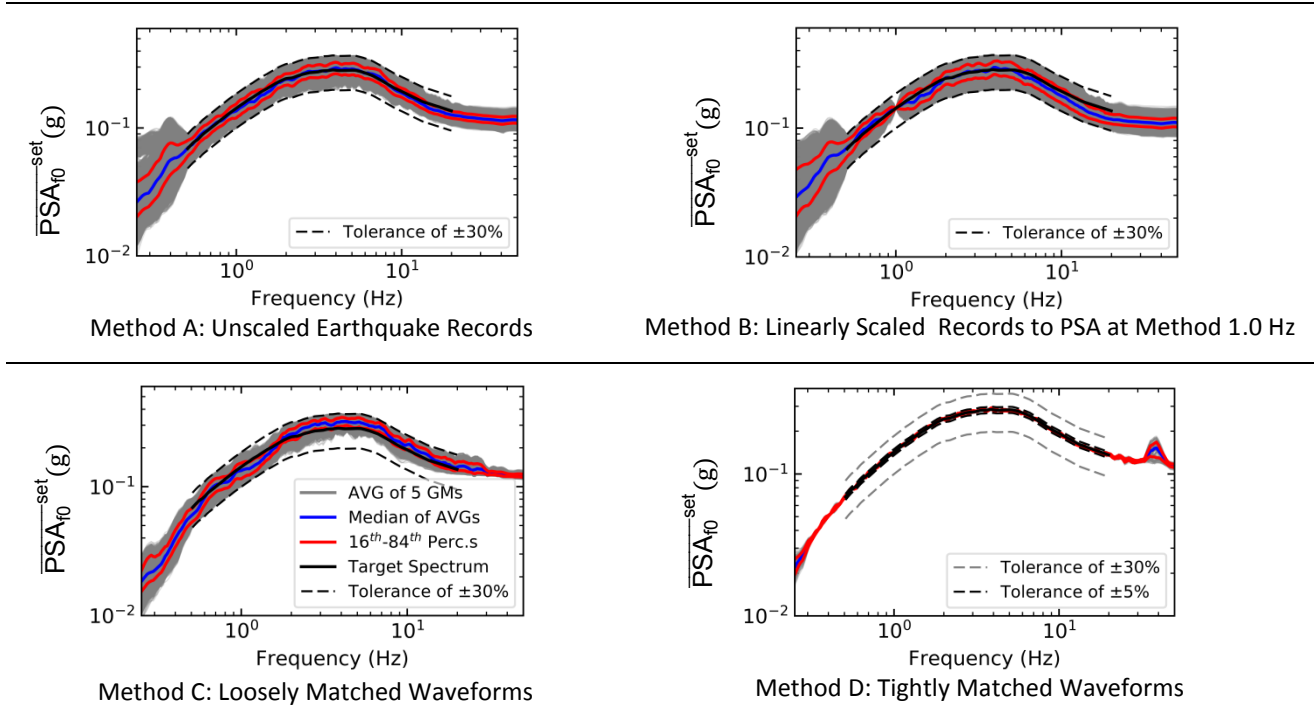 PSA_f0^set (g)
10^-1
10^-2
10^0
10^1
Tolerance of ±30%
Frequency (Hz)
Method A: Unscaled Earthquake Records
PSA_f0^set (g)
10^-1
10^-2
10^0
10^1
Tolerance of ±30%
Frequency (Hz)
Method B: Linearly Scaled Records to PSA at Method 1.0 Hz
PSA_f0^set (g)
10^-1
10^-2
10^0
10^1
AVG of 5 GMs
Median of AVGs
16^th-84^th Perc.s
Target Spectrum
Tolerance of ±30%
Frequency (Hz)
Method C: Loosely Matched Waveforms
PSA_f0^set (g)
10^-1
10^-2
10^0
10^1
Tolerance of ±30%
Tolerance of ±5%
Frequency (Hz)
Method D: Tightly Matched Waveforms